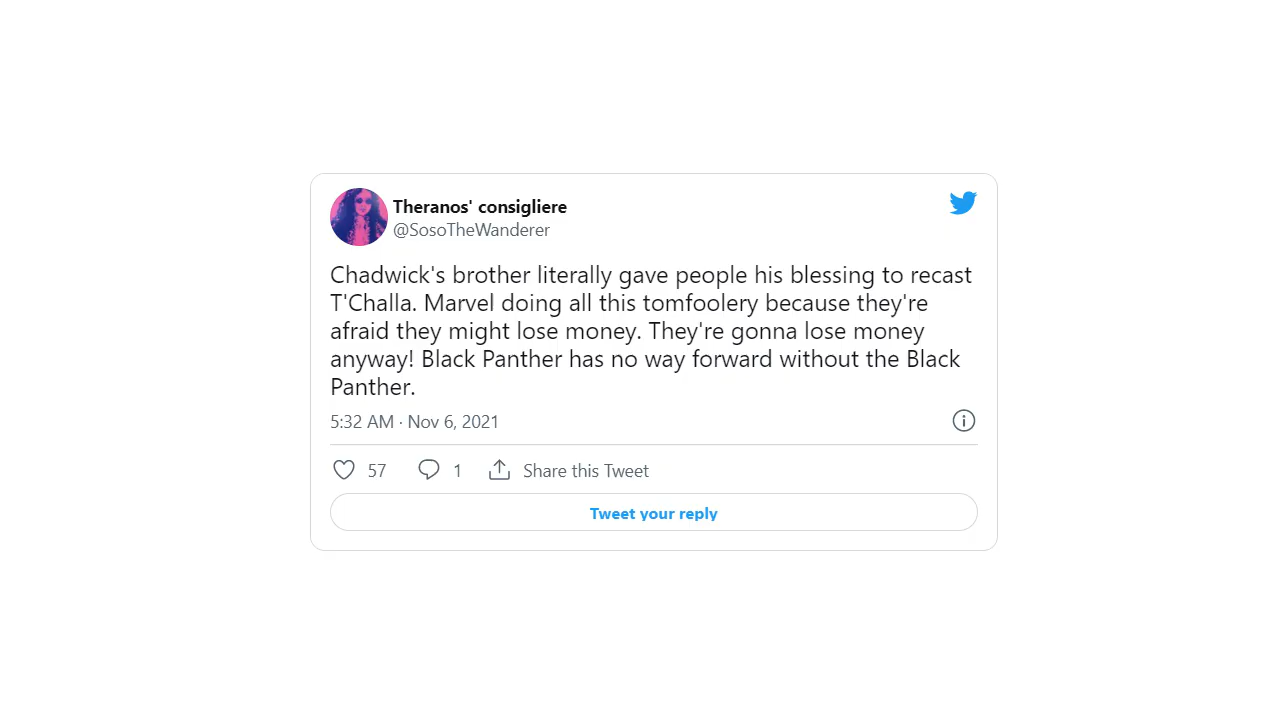 Theranos' consigliere
@SosoTheWanderer
Chadwick's brother literally gave people his blessing to recast
T'Challa. Marvel doing all this tomfoolery because they're
afraid they might lose money. They're gonna lose money
anyway! Black Panther has no way forward without the Black
Panther.
5:32 AM · Nov 6, 2021
57 1 Share this Tweet
Tweet your reply